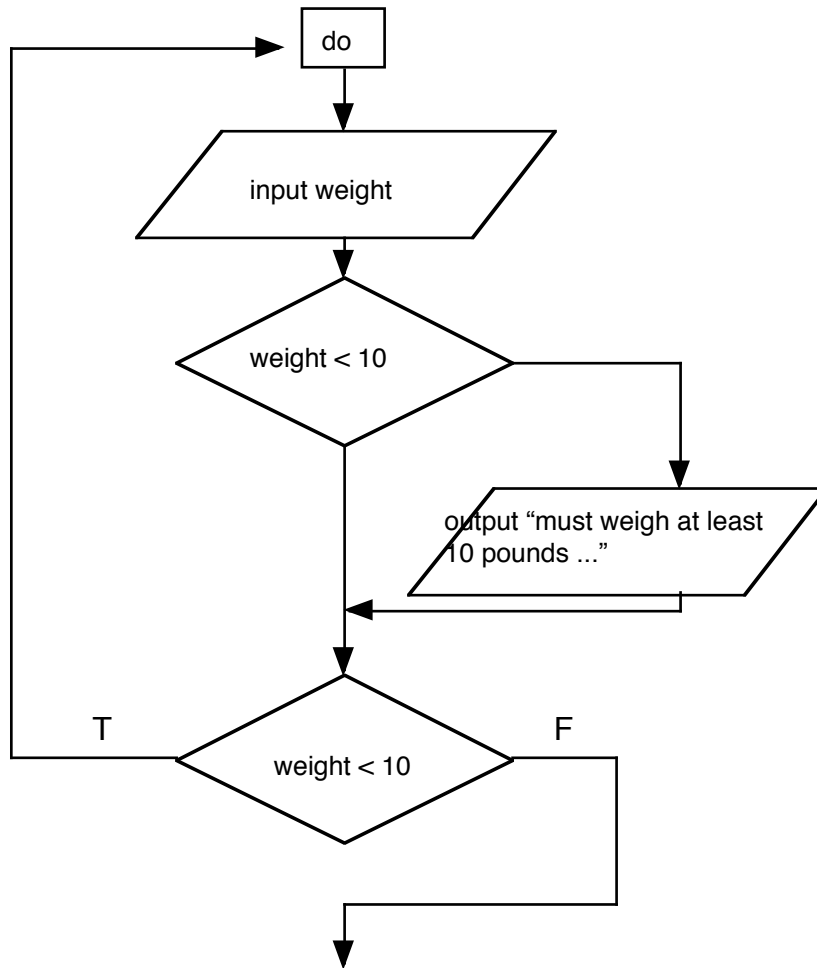 do
input weight
weight < 10
output “must weigh at least
10 pounds ...”
T
F
weight < 10